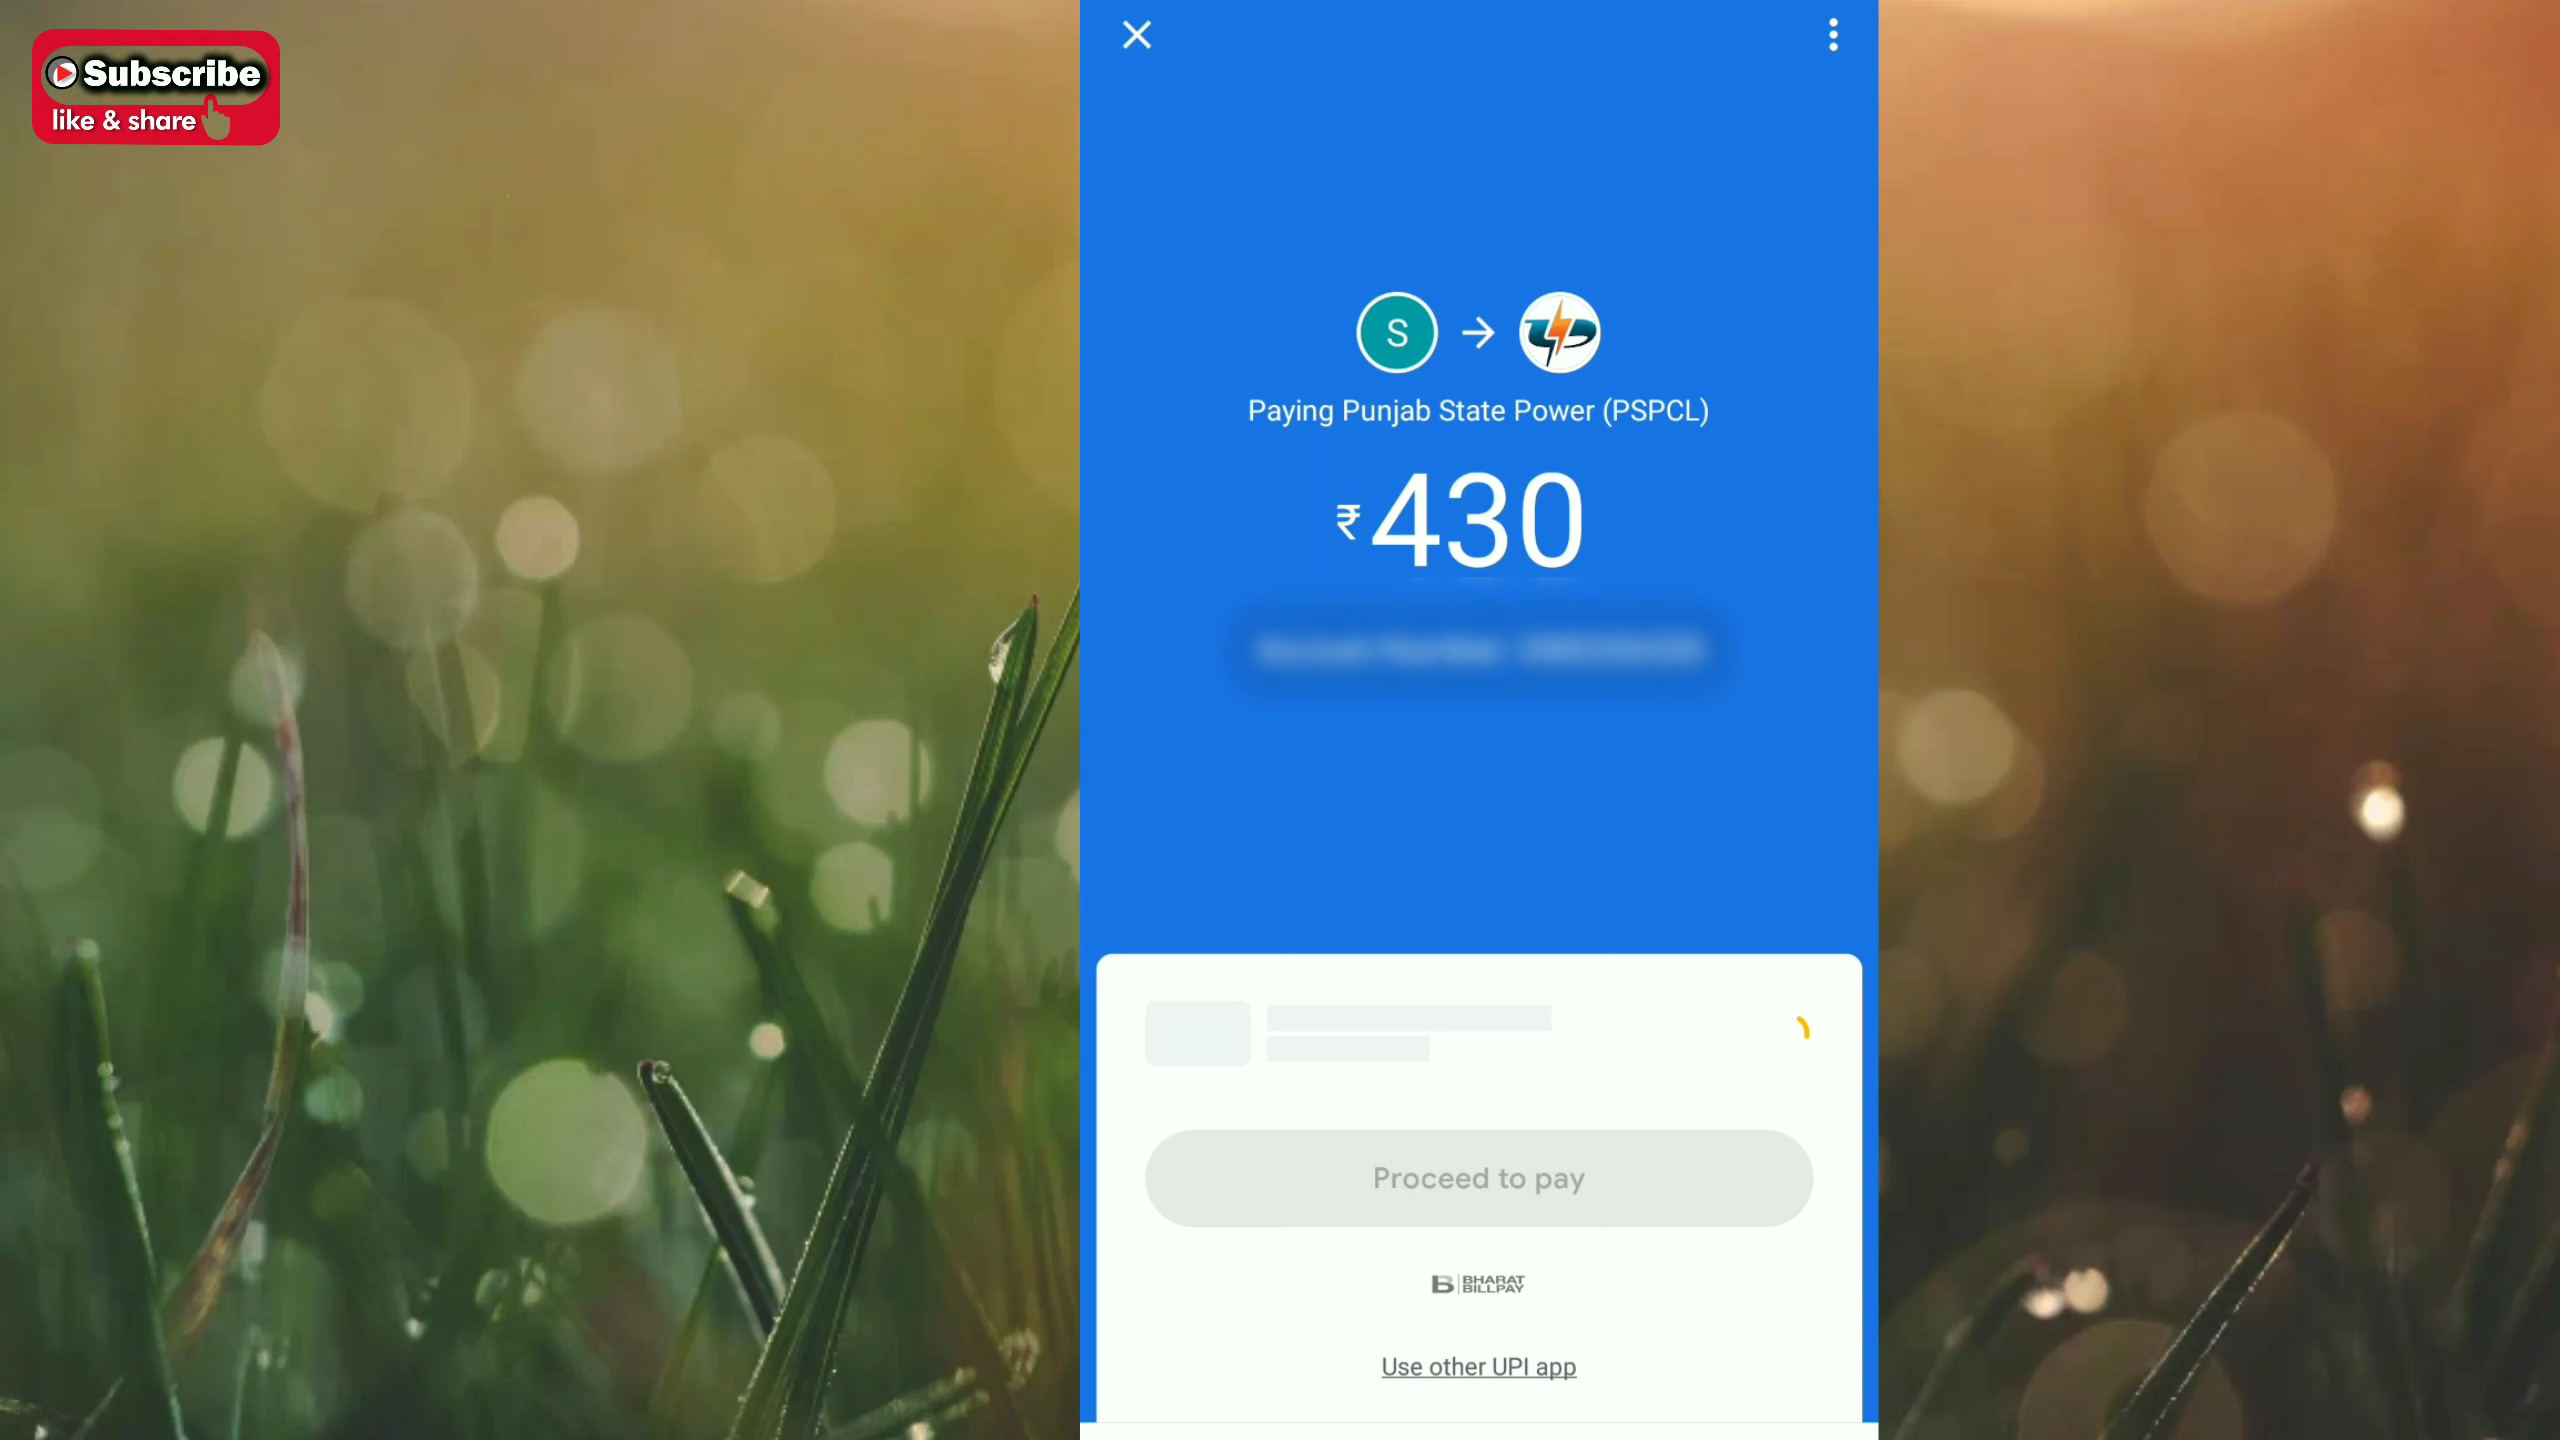 Subscribe
like & share
S
Paying Punjab State Power (PSPCL)
₹430
Proceed to pay
B BHARAT
BILLPAY
Use other UPI app